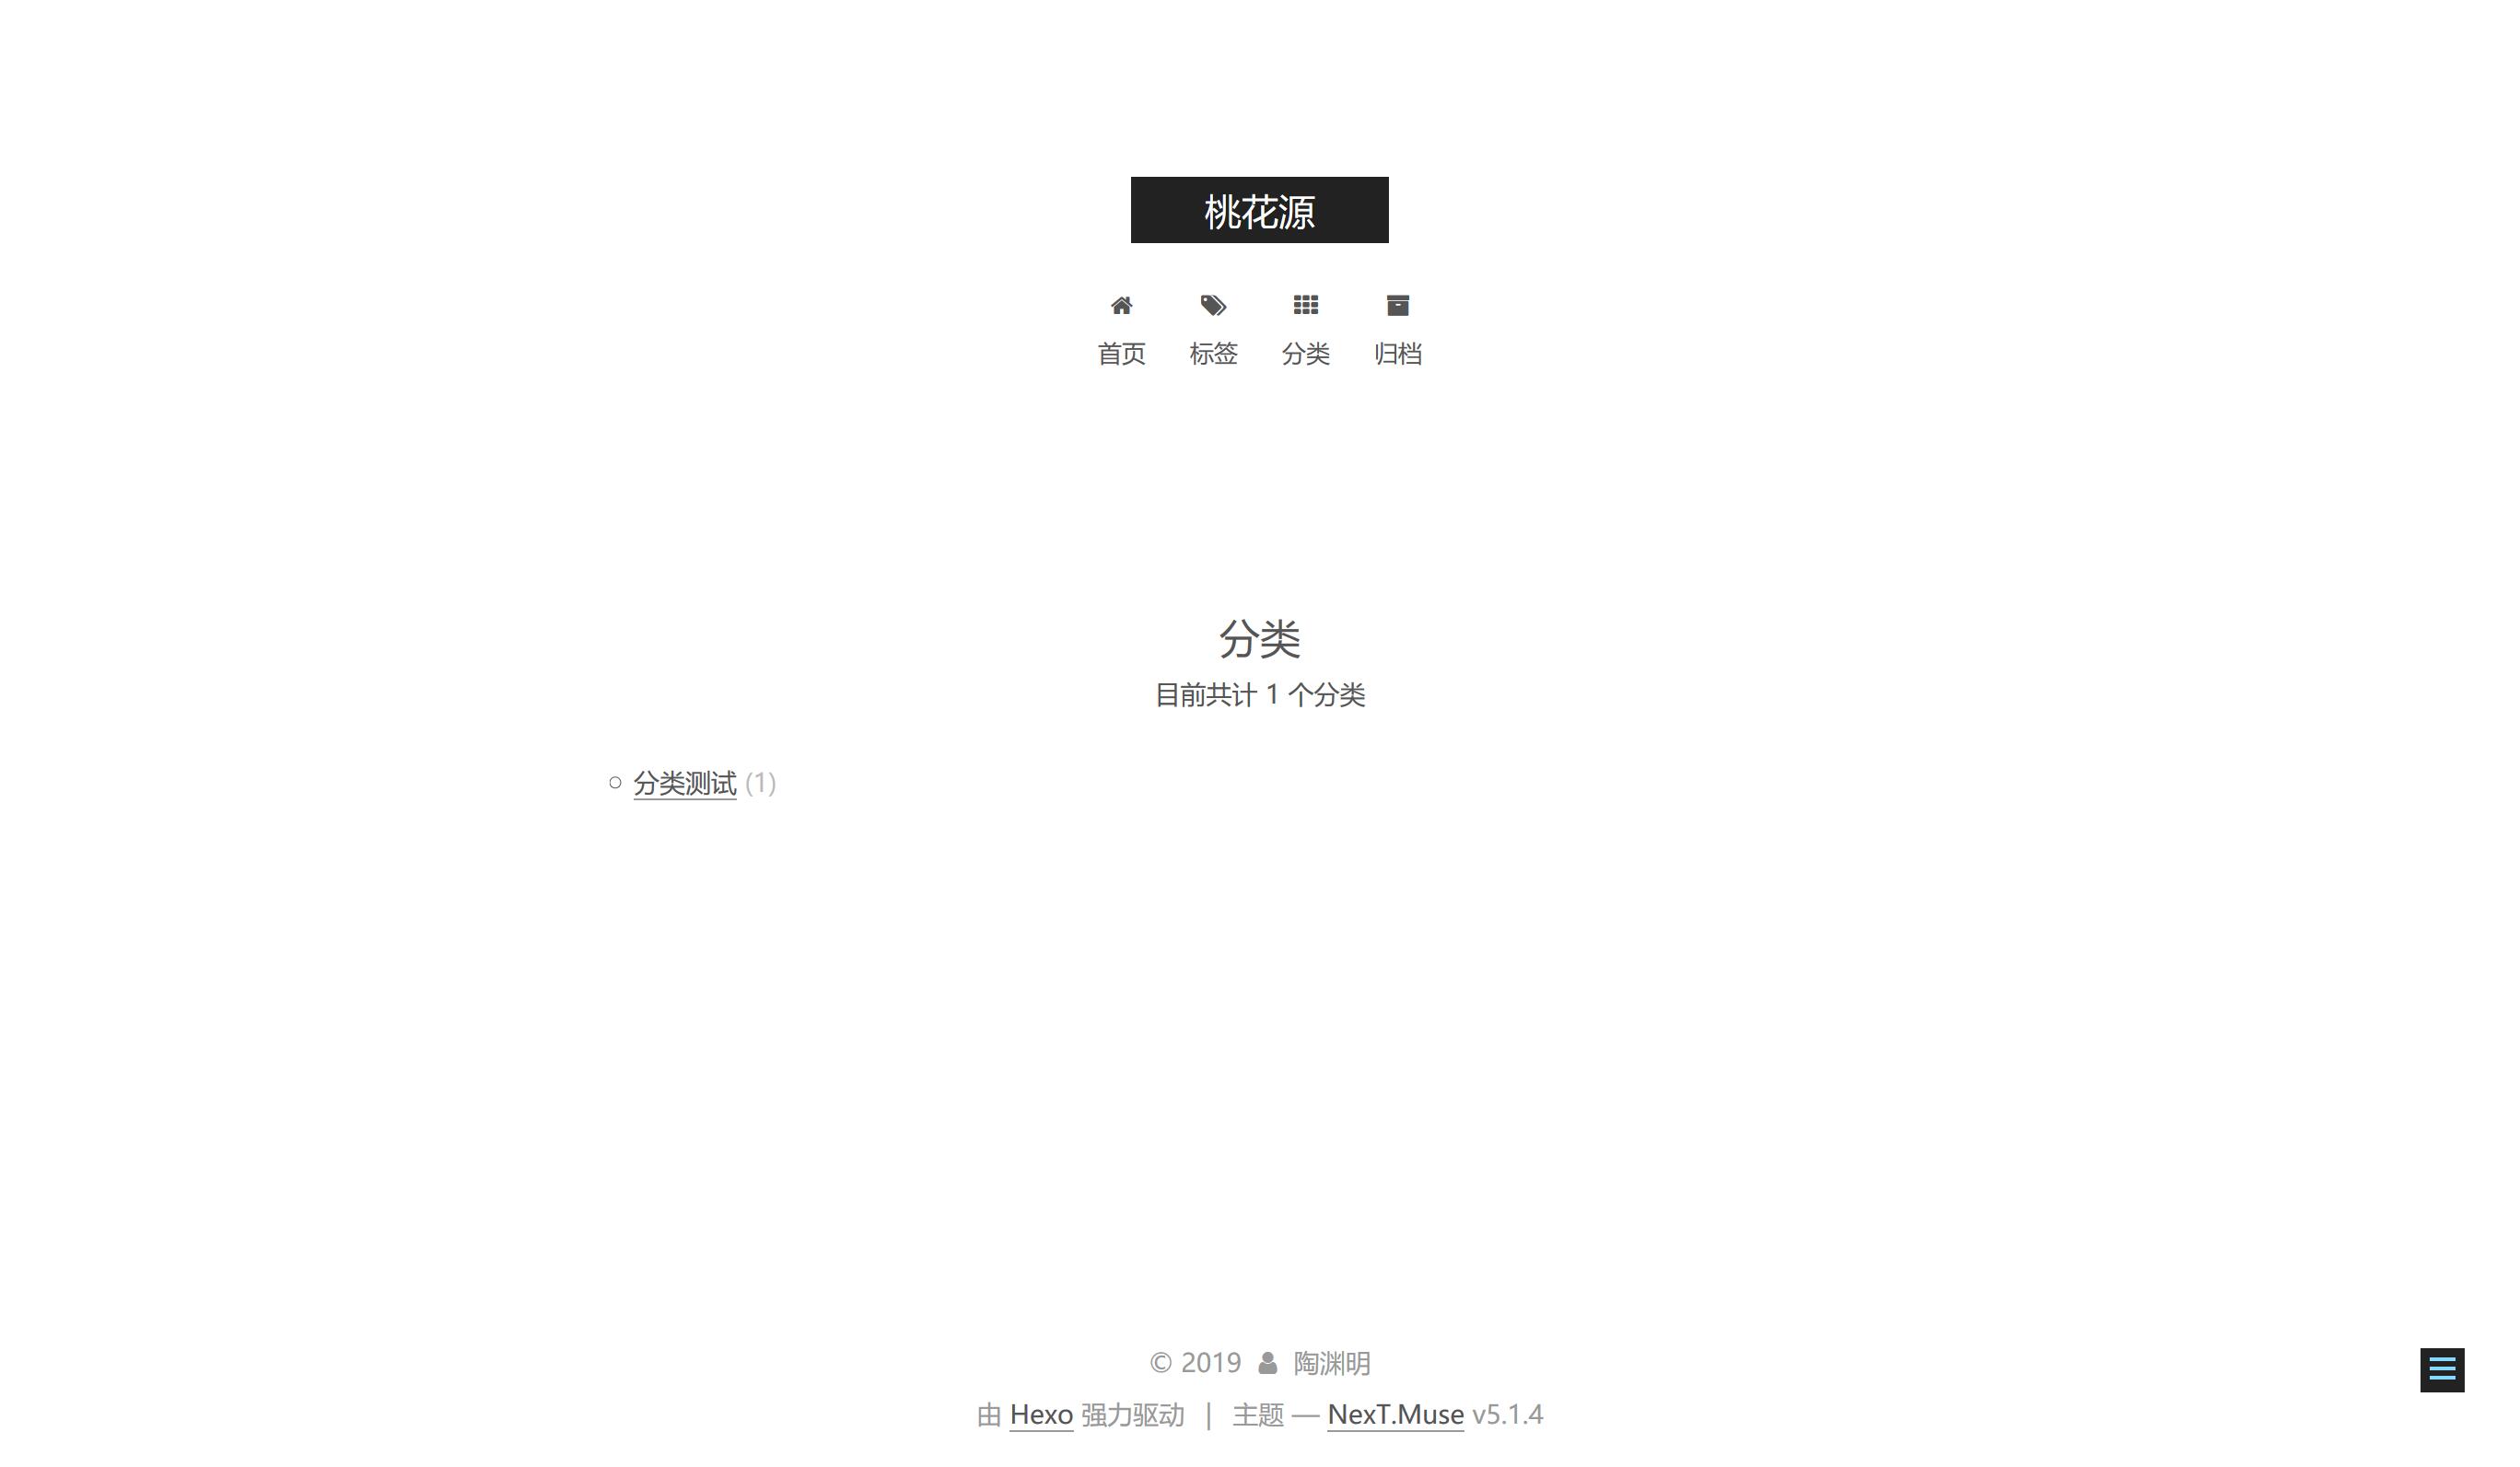 桃花源
首页 标签 分类 归档
分类
目前共计 1 个分类
分类测试 (1)
© 2019 陶渊明
由 Hexo 强力驱动 | 主题 — NexT.Muse v5.1.4